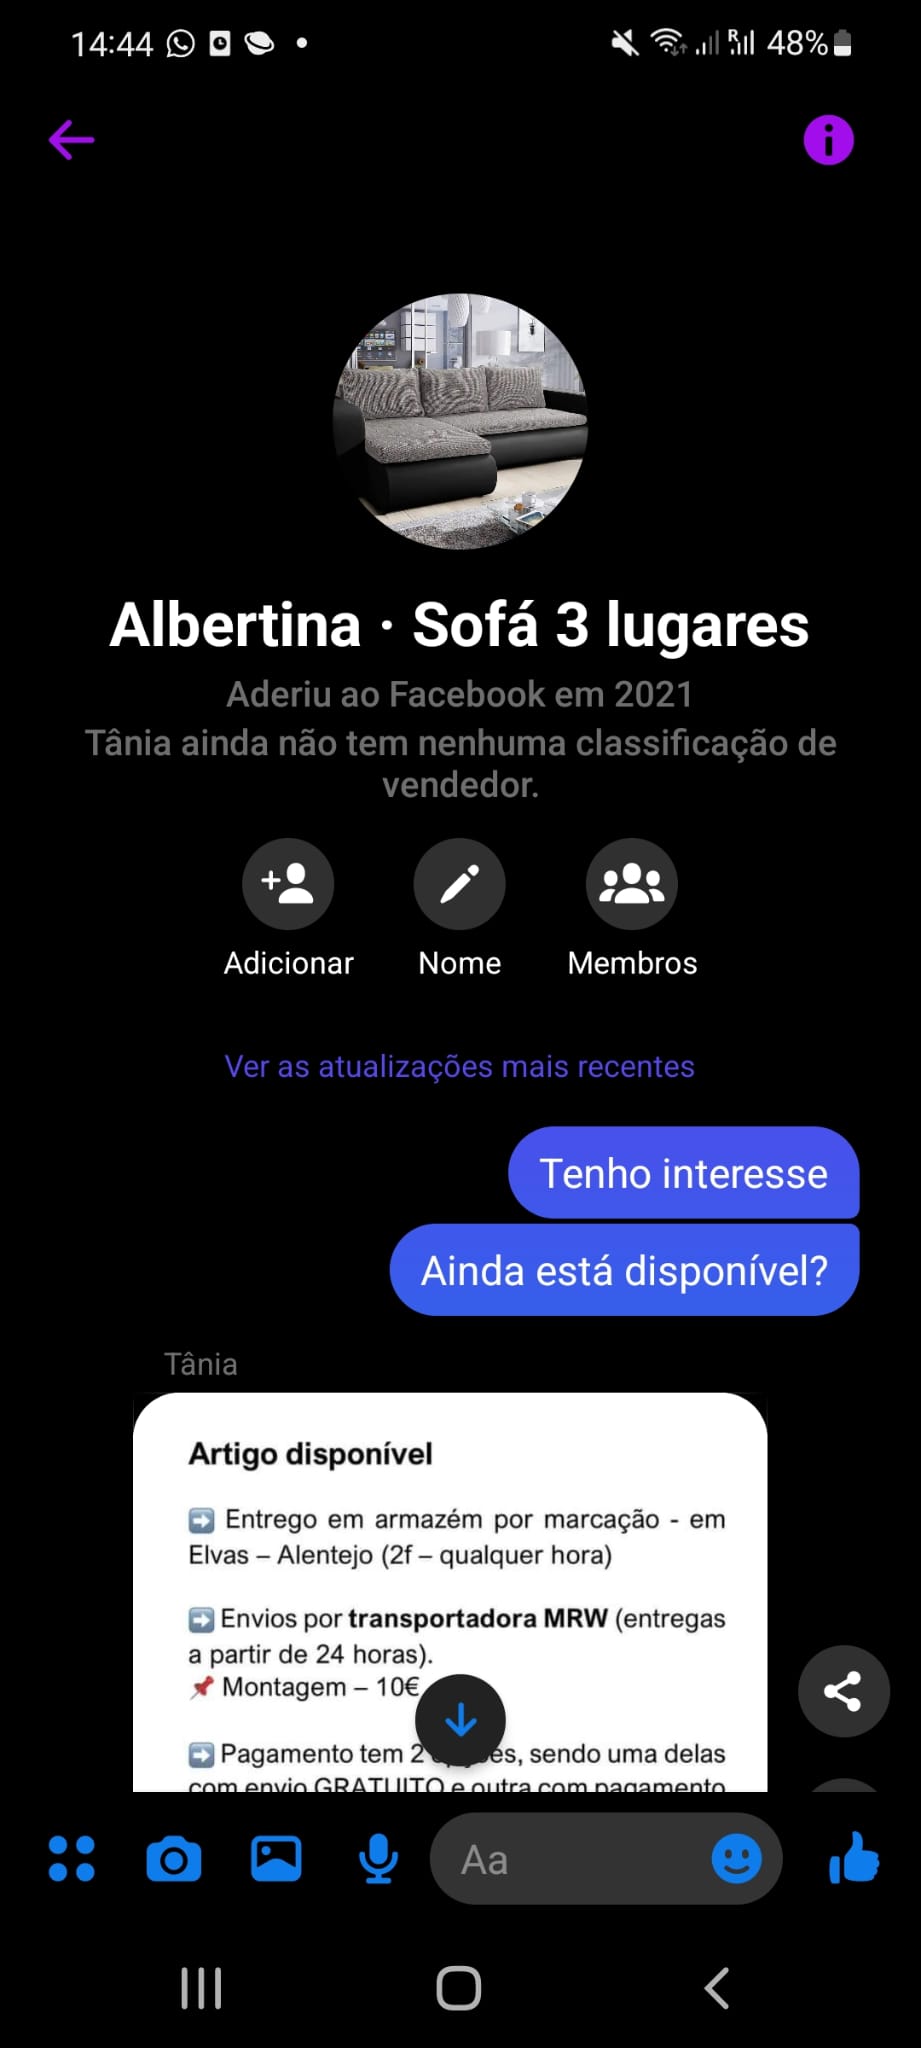 14:44
48%
Albertina · Sofá 3 lugares
Aderiu ao Facebook em 2021
Tânia ainda não tem nenhuma classificação de
vendedor.
Adicionar
Nome
Membros
Ver as atualizações mais recentes
Tenho interesse
Ainda está disponível?
Tânia
Artigo disponível
➡️ Entrego em armazém por marcação - em
Elvas – Alentejo (2f – qualquer hora)
➡️ Envios por transportadora MRW (entregas
a partir de 24 horas).
📌 Montagem – 10€
➡️ Pagamento tem 2 sendo uma delas
com envio GRATUITO e outra com pagamento
Aa